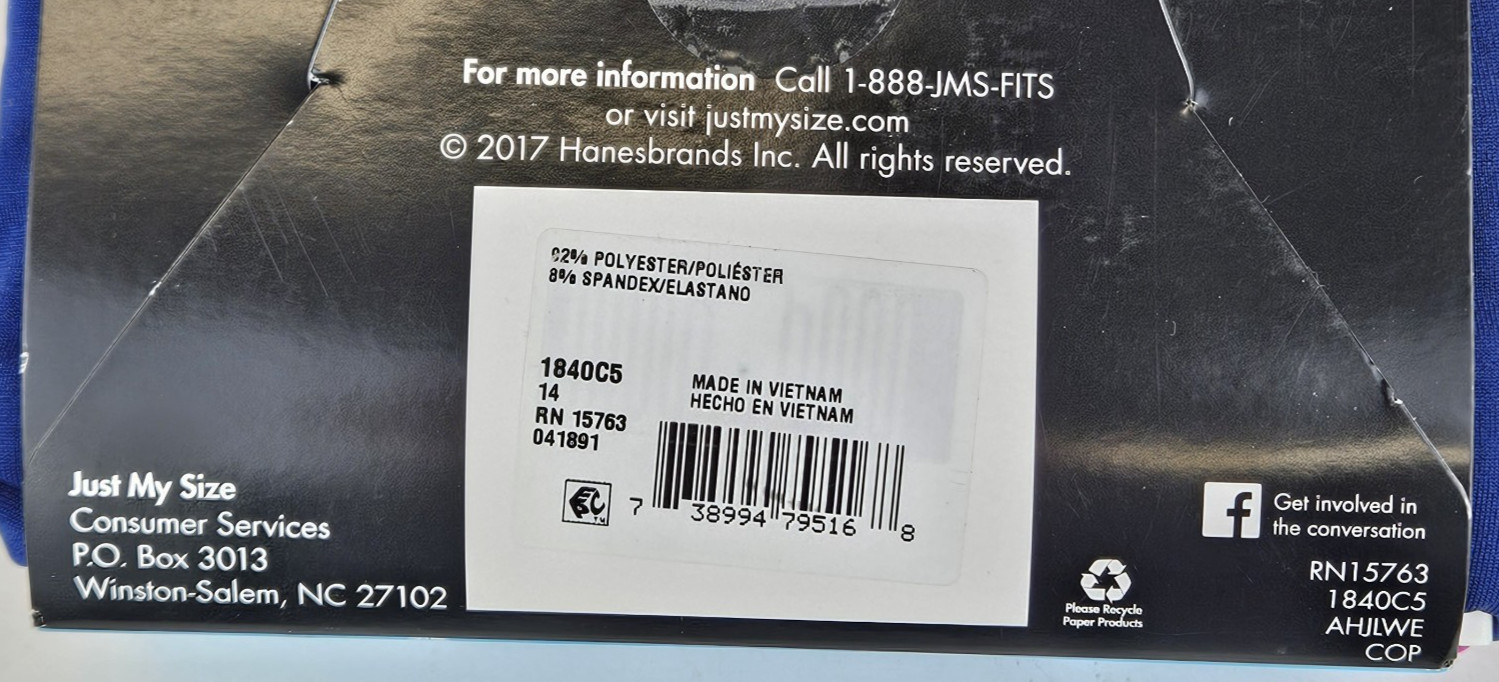 For more information Call 1-888-JMS-FITS
or visit justmysize.com
© 2017 Hanesbrands Inc. All rights reserved.
92% POLYESTER/POLIÉSTER
8% SPANDEX/ELASTANO
1840C5
14
RN 15763
041891
MADE IN VIETNAM
HECHO EN VIETNAM
7 38994 79516 8
Just My Size
Consumer Services
P.O. Box 3013
Winston-Salem, NC 27102
Please Recycle
Paper Products
f
Get involved in
the conversation
RN15763
1840C5
AHJLWE
COP